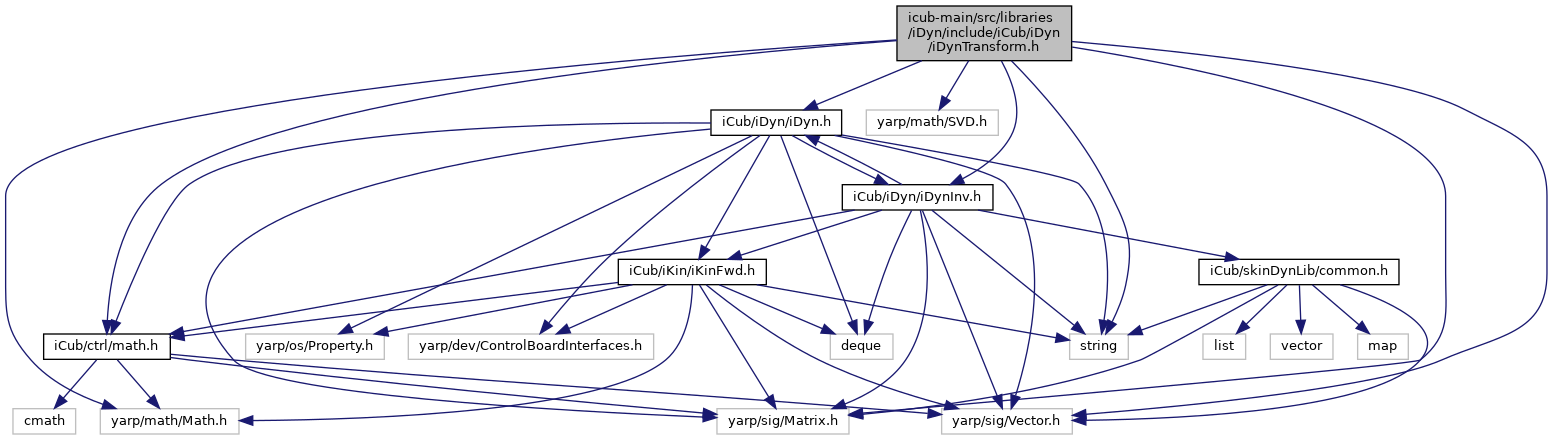 icub-main/src/libraries
/iDyn/include/iCub/iDyn
/iDynTransform.h
iCub/iDyn/iDyn.h
yarp/math/SVD.h
iCub/iDyn/iDynInv.h
iCub/iKin/iKinFwd.h
iCub/skinDynLib/common.h
iCub/ctrl/math.h
yarp/os/Property.h
yarp/dev/ControlBoardInterfaces.h
deque
string
list
vector
map
cmath
yarp/math/Math.h
yarp/sig/Matrix.h
yarp/sig/Vector.h